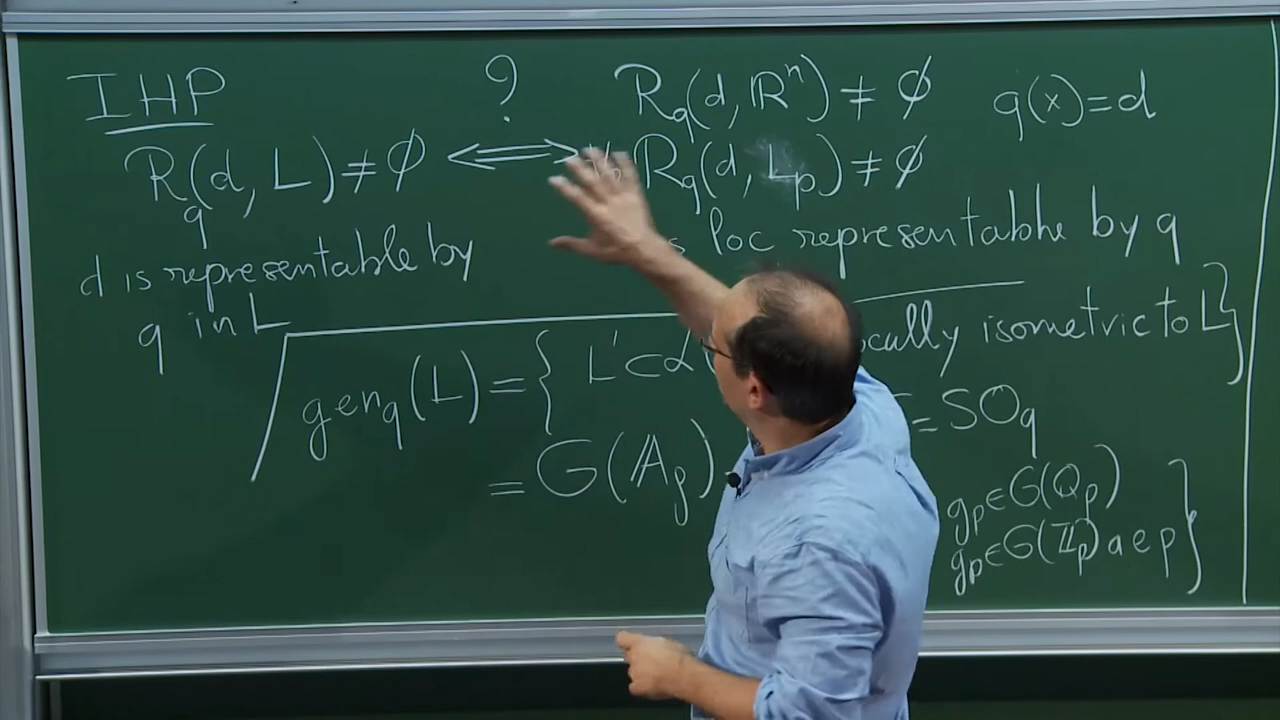 IHP ? R_q(d, ℝⁿ) ≠ ∅ q(x)=d
R_q(d, L) ≠ ∅ ⟺ R_q(d, L_p) ≠ ∅
d is representable by loc representable by q
q in L
gen_q(L) = { L' ⊂ isometric to L }
= G(𝔸_f) = SO_q
g_p ∈ G(ℚ_p)
g_p ∈ G(ℤ_p) a e p }